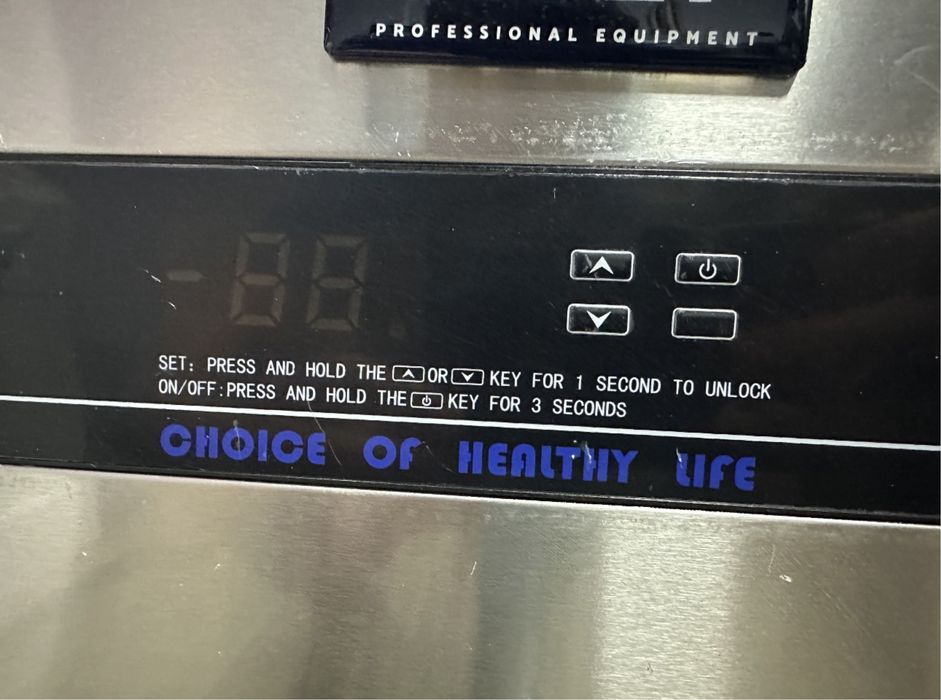 PROFESSIONAL EQUIPMENT
SET: PRESS AND HOLD THE OR KEY FOR 1 SECOND TO UNLOCK
ON/OFF:PRESS AND HOLD THE KEY FOR 3 SECONDS
CHOICE OF HEALTHY LIFE